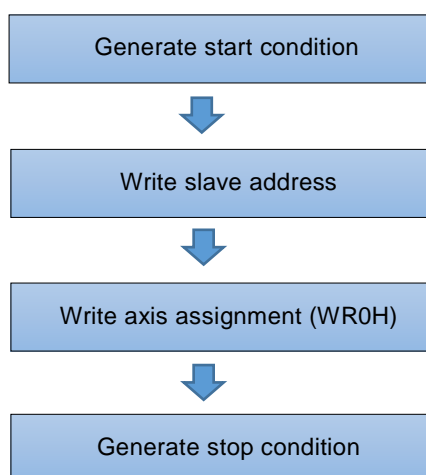 Generate start condition
Write slave address
Write axis assignment (WR0H)
Generate stop condition